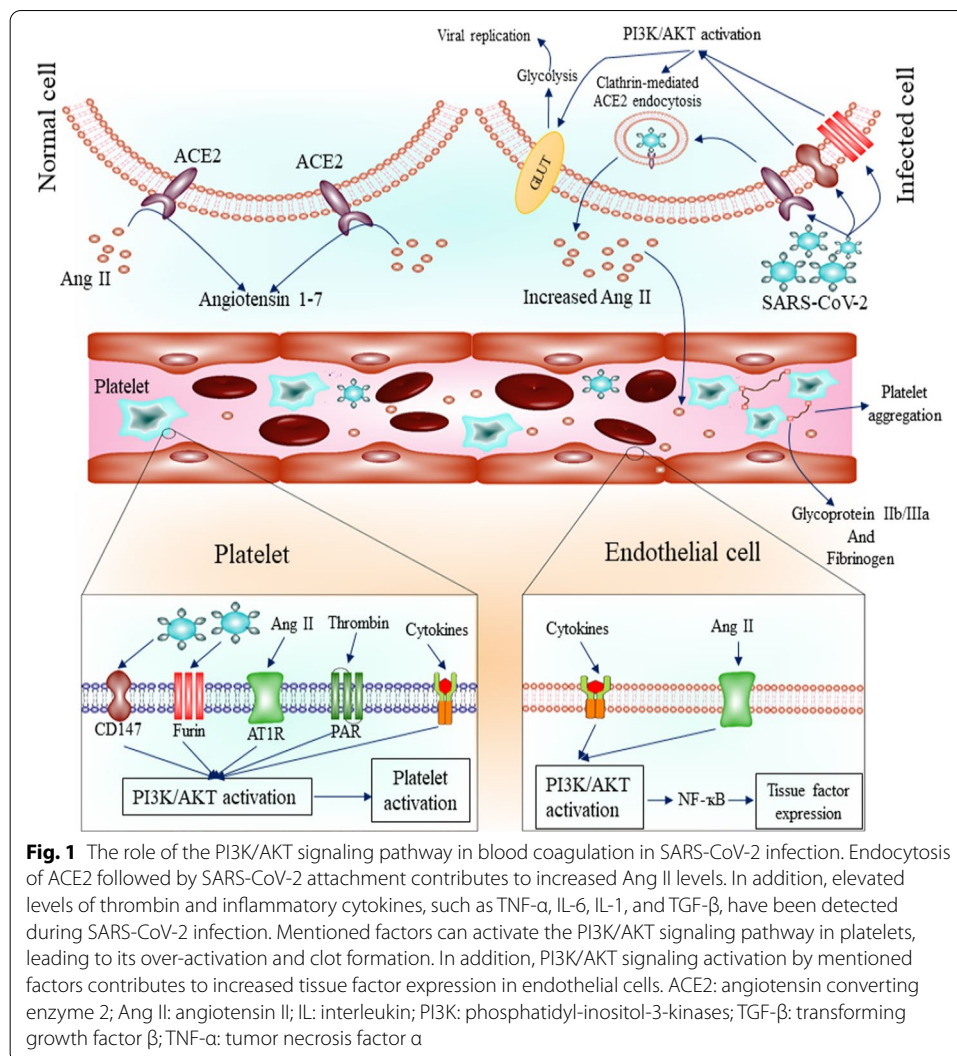 Normal cell
ACE2
ACE2
Ang II
Angiotensin 1-7
Viral replication
Glycolysis
PI3K/AKT activation
Clathrin-mediated
ACE2 endocytosis
GLUT
Infected cell
Increased Ang II
SARS-CoV-2
Platelet
Platelet
aggregation
Glycoprotein IIb/IIIa
And
Fibrinogen
Platelet
Ang II
Thrombin
Cytokines
CD147
Furin
AT1R
PAR
PI3K/AKT activation
Platelet
activation
Endothelial cell
Cytokines
Ang II
PI3K/AKT
activation
NF-κB
Tissue factor
expression
Fig. 1 The role of the PI3K/AKT signaling pathway in blood coagulation in SARS-CoV-2 infection. Endocytosis
of ACE2 followed by SARS-CoV-2 attachment contributes to increased Ang II levels. In addition, elevated
levels of thrombin and inflammatory cytokines, such as TNF-α, IL-6, IL-1, and TGF-β, have been detected
during SARS-CoV-2 infection. Mentioned factors can activate the PI3K/AKT signaling pathway in platelets,
leading to its over-activation and clot formation. In addition, PI3K/AKT signaling activation by mentioned
factors contributes to increased tissue factor expression in endothelial cells. ACE2: angiotensin converting
enzyme 2; Ang II: angiotensin II; IL: interleukin; PI3K: phosphatidyl-inositol-3-kinases; TGF-β: transforming
growth factor β; TNF-α: tumor necrosis factor α